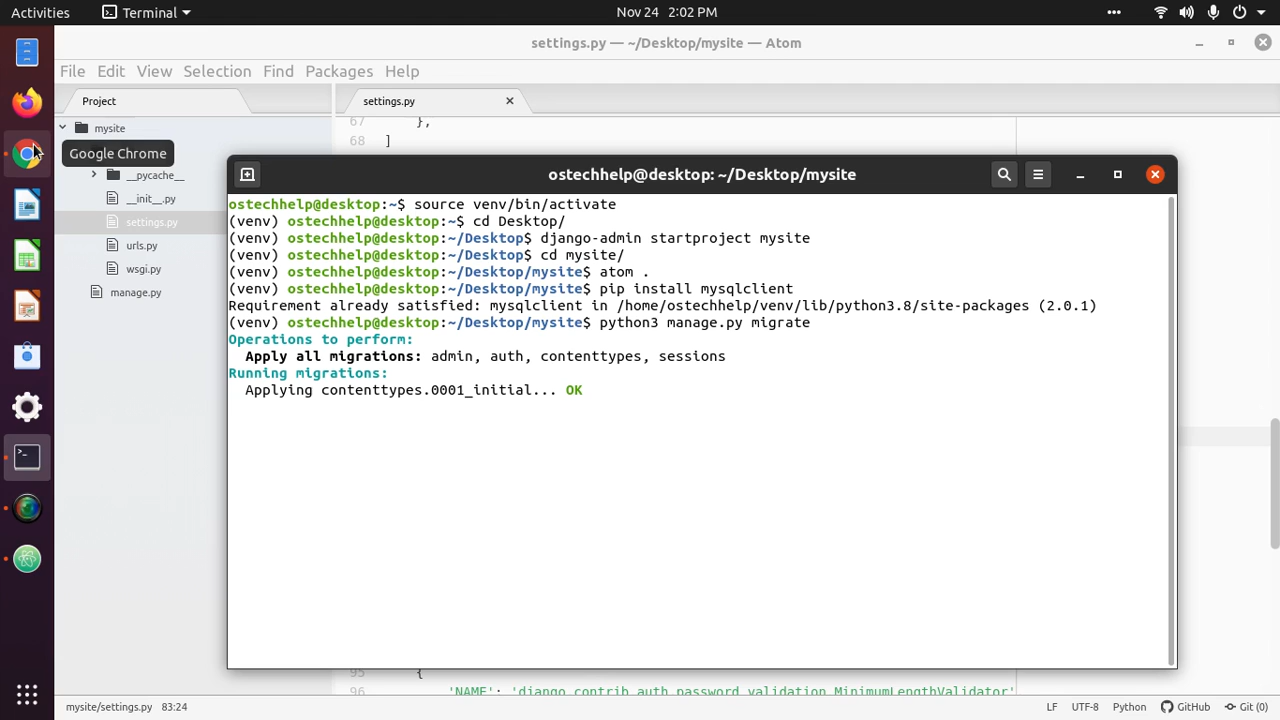 Activities
Terminal
Nov 24 2:02 PM
settings.py — ~/Desktop/mysite — Atom
File Edit View Selection Find Packages Help
Project
settings.py
mysite
Google Chrome
__pycache__
__init__.py
settings.py
urls.py
wsgi.py
manage.py
67 },
68 ]
ostechhelp@desktop: ~/Desktop/mysite
ostechhelp@desktop:~$ source venv/bin/activate
(venv) ostechhelp@desktop:~$ cd Desktop/
(venv) ostechhelp@desktop:~/Desktop$ django-admin startproject mysite
(venv) ostechhelp@desktop:~/Desktop$ cd mysite/
(venv) ostechhelp@desktop:~/Desktop/mysite$ atom .
(venv) ostechhelp@desktop:~/Desktop/mysite$ pip install mysqlclient
Requirement already satisfied: mysqlclient in /home/ostechhelp/venv/lib/python3.8/site-packages (2.0.1)
(venv) ostechhelp@desktop:~/Desktop/mysite$ python3 manage.py migrate
Operations to perform:
Apply all migrations: admin, auth, contenttypes, sessions
Running migrations:
Applying contenttypes.0001_initial... OK
95 {
96 'NAME': 'django.contrib.auth.password_validation.MinimumLengthValidator'
mysite/settings.py 83:24
LF UTF-8 Python GitHub Git (0)